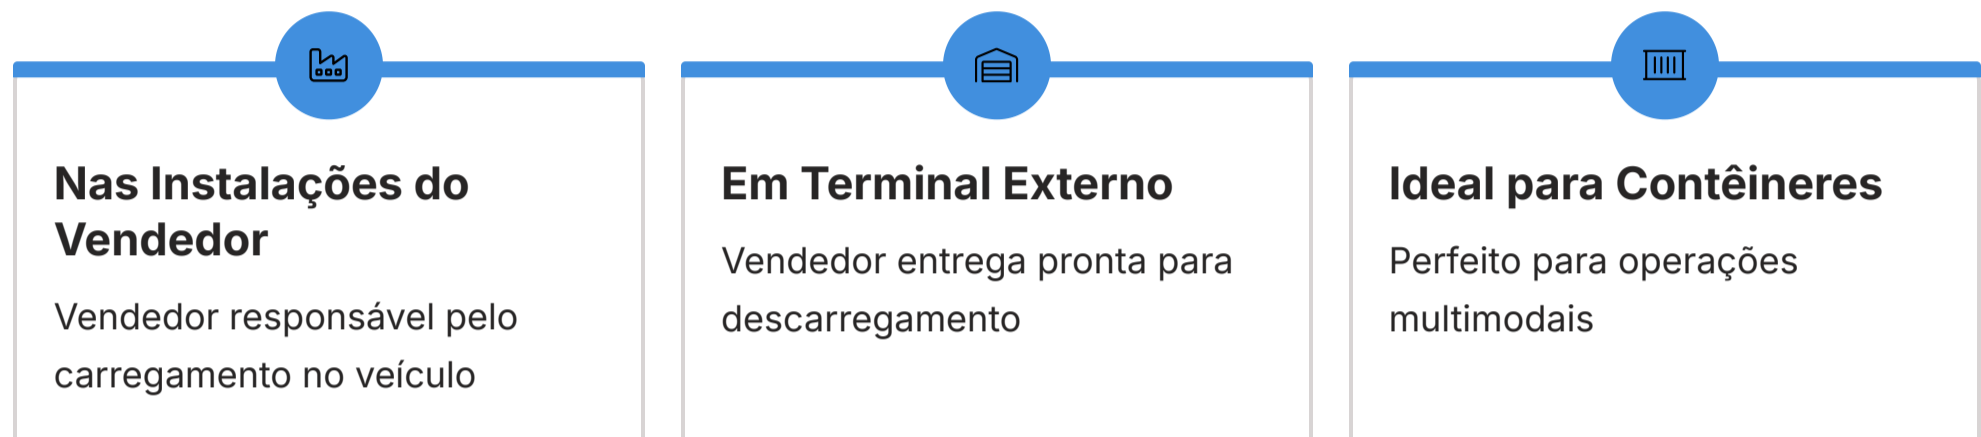 Nas Instalações do
Vendedor
Vendedor responsável pelo
carregamento no veículo
Em Terminal Externo
Vendedor entrega pronta para
descarregamento
Ideal para Contêineres
Perfeito para operações
multimodais